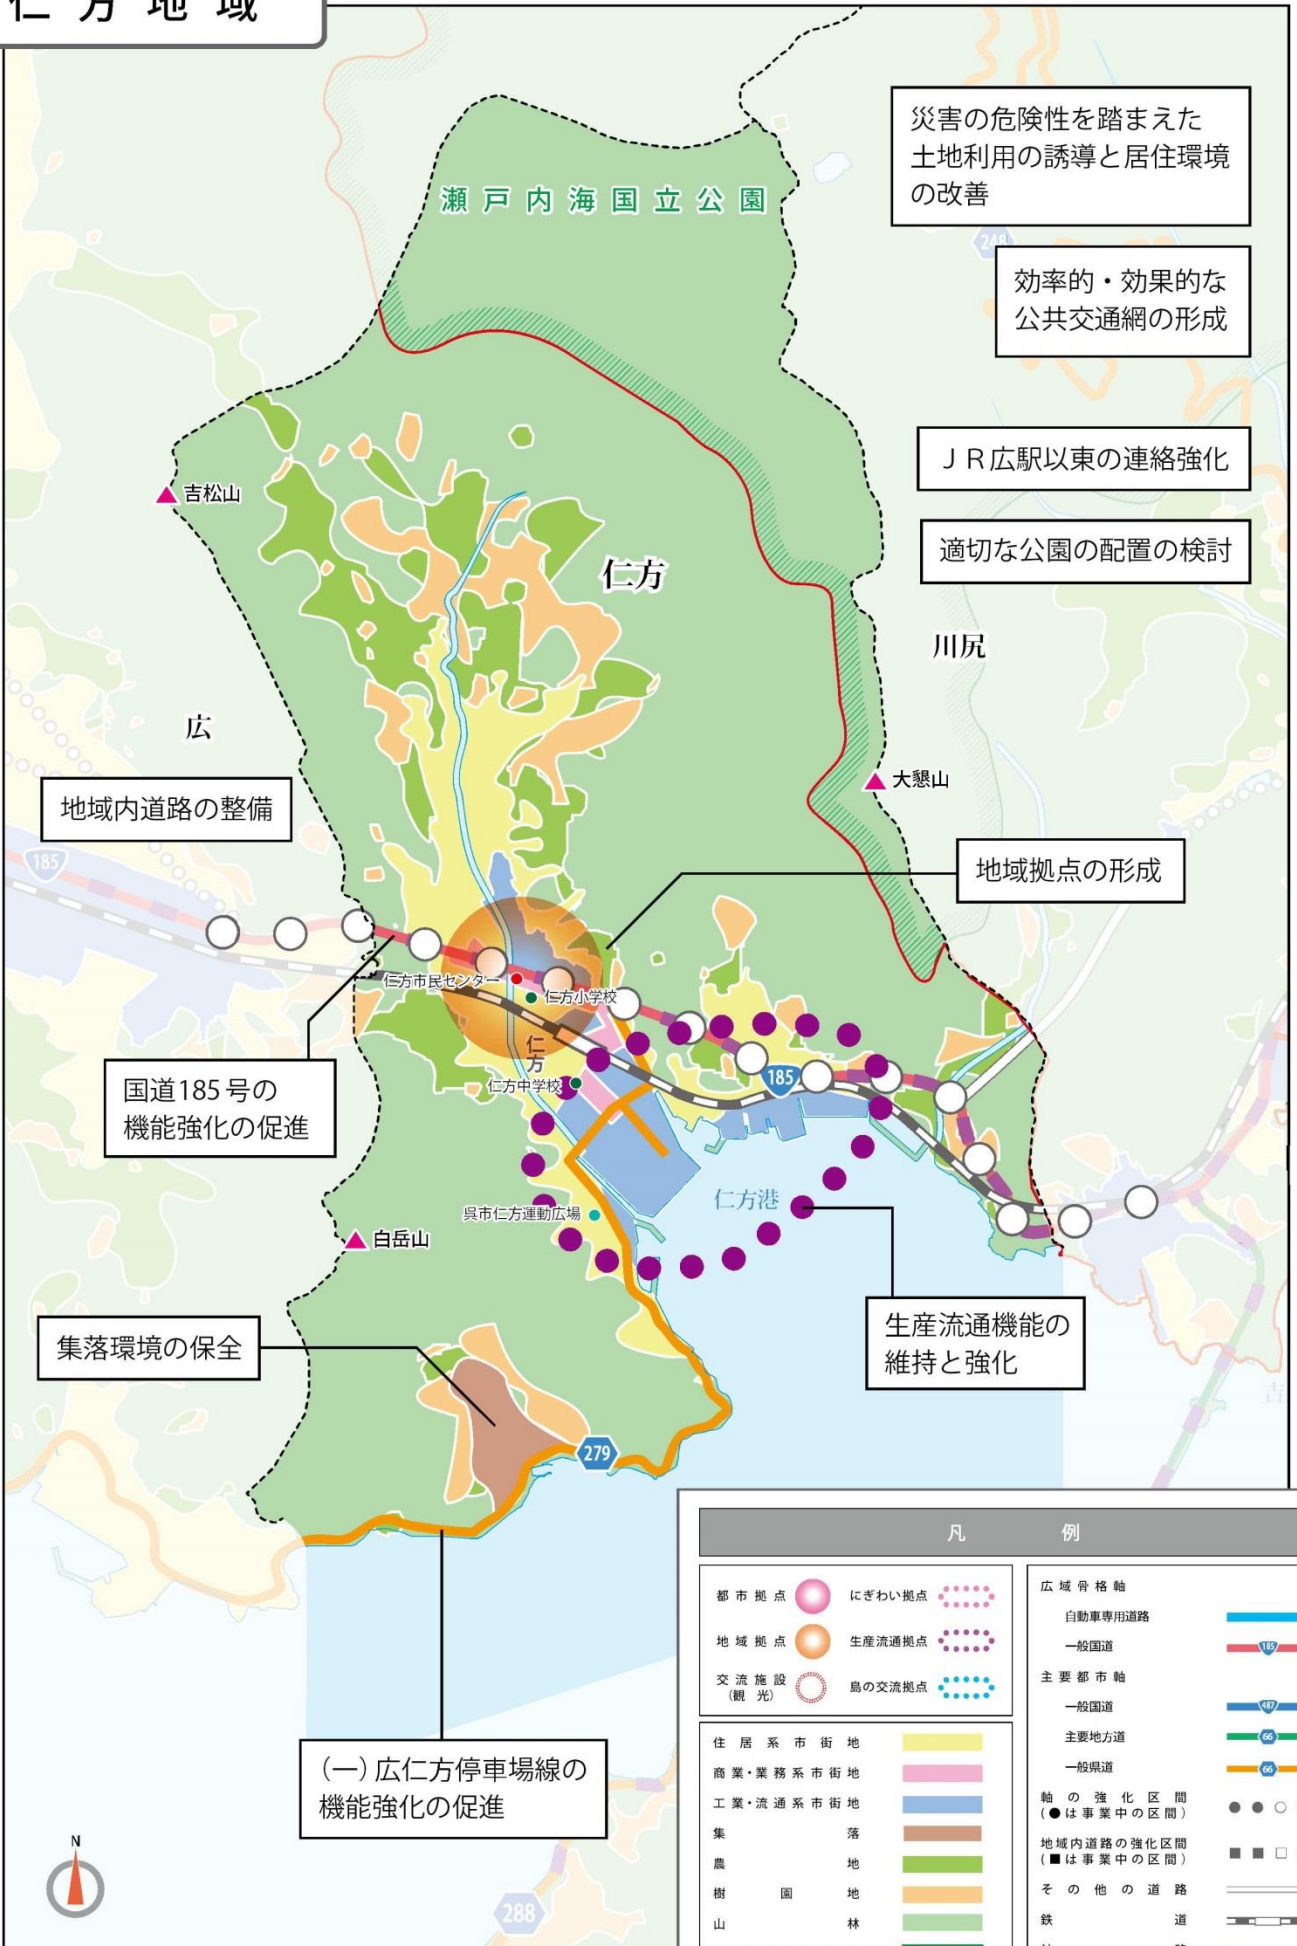 仁方地域
災害の危険性を踏まえた
土地利用の誘導と居住環境
の改善
瀬戸内海国立公園
248
効率的・効果的な
公共交通網の形成
ＪＲ広駅以東の連絡強化
吉松山
適切な公園の配置の検討
仁方
川尻
広
大懇山
地域内道路の整備
185
地域拠点の形成
仁方市民センター
仁方小学校
仁方
仁方中学校
185
国道185号の
機能強化の促進
仁方港
呉市仁方運動広場
白岳山
生産流通機能の
維持と強化
集落環境の保全
279
(一)広仁方停車場線の
機能強化の促進
N
288
凡例
都市拠点
にぎわい拠点
地域拠点
生産流通拠点
交流施設
(観光)
島の交流拠点
住居系市街地
商業・業務系市街地
工業・流通系市街地
集落
農地
樹園地
山林
広域骨格軸
自動車専用道路
一般国道
185
主要都市軸
一般国道
487
主要地方道
66
一般県道
66
軸の強化区間
(●は事業中の区間)
地域内道路の強化区間
(■は事業中の区間)
その他の道路
鉄道